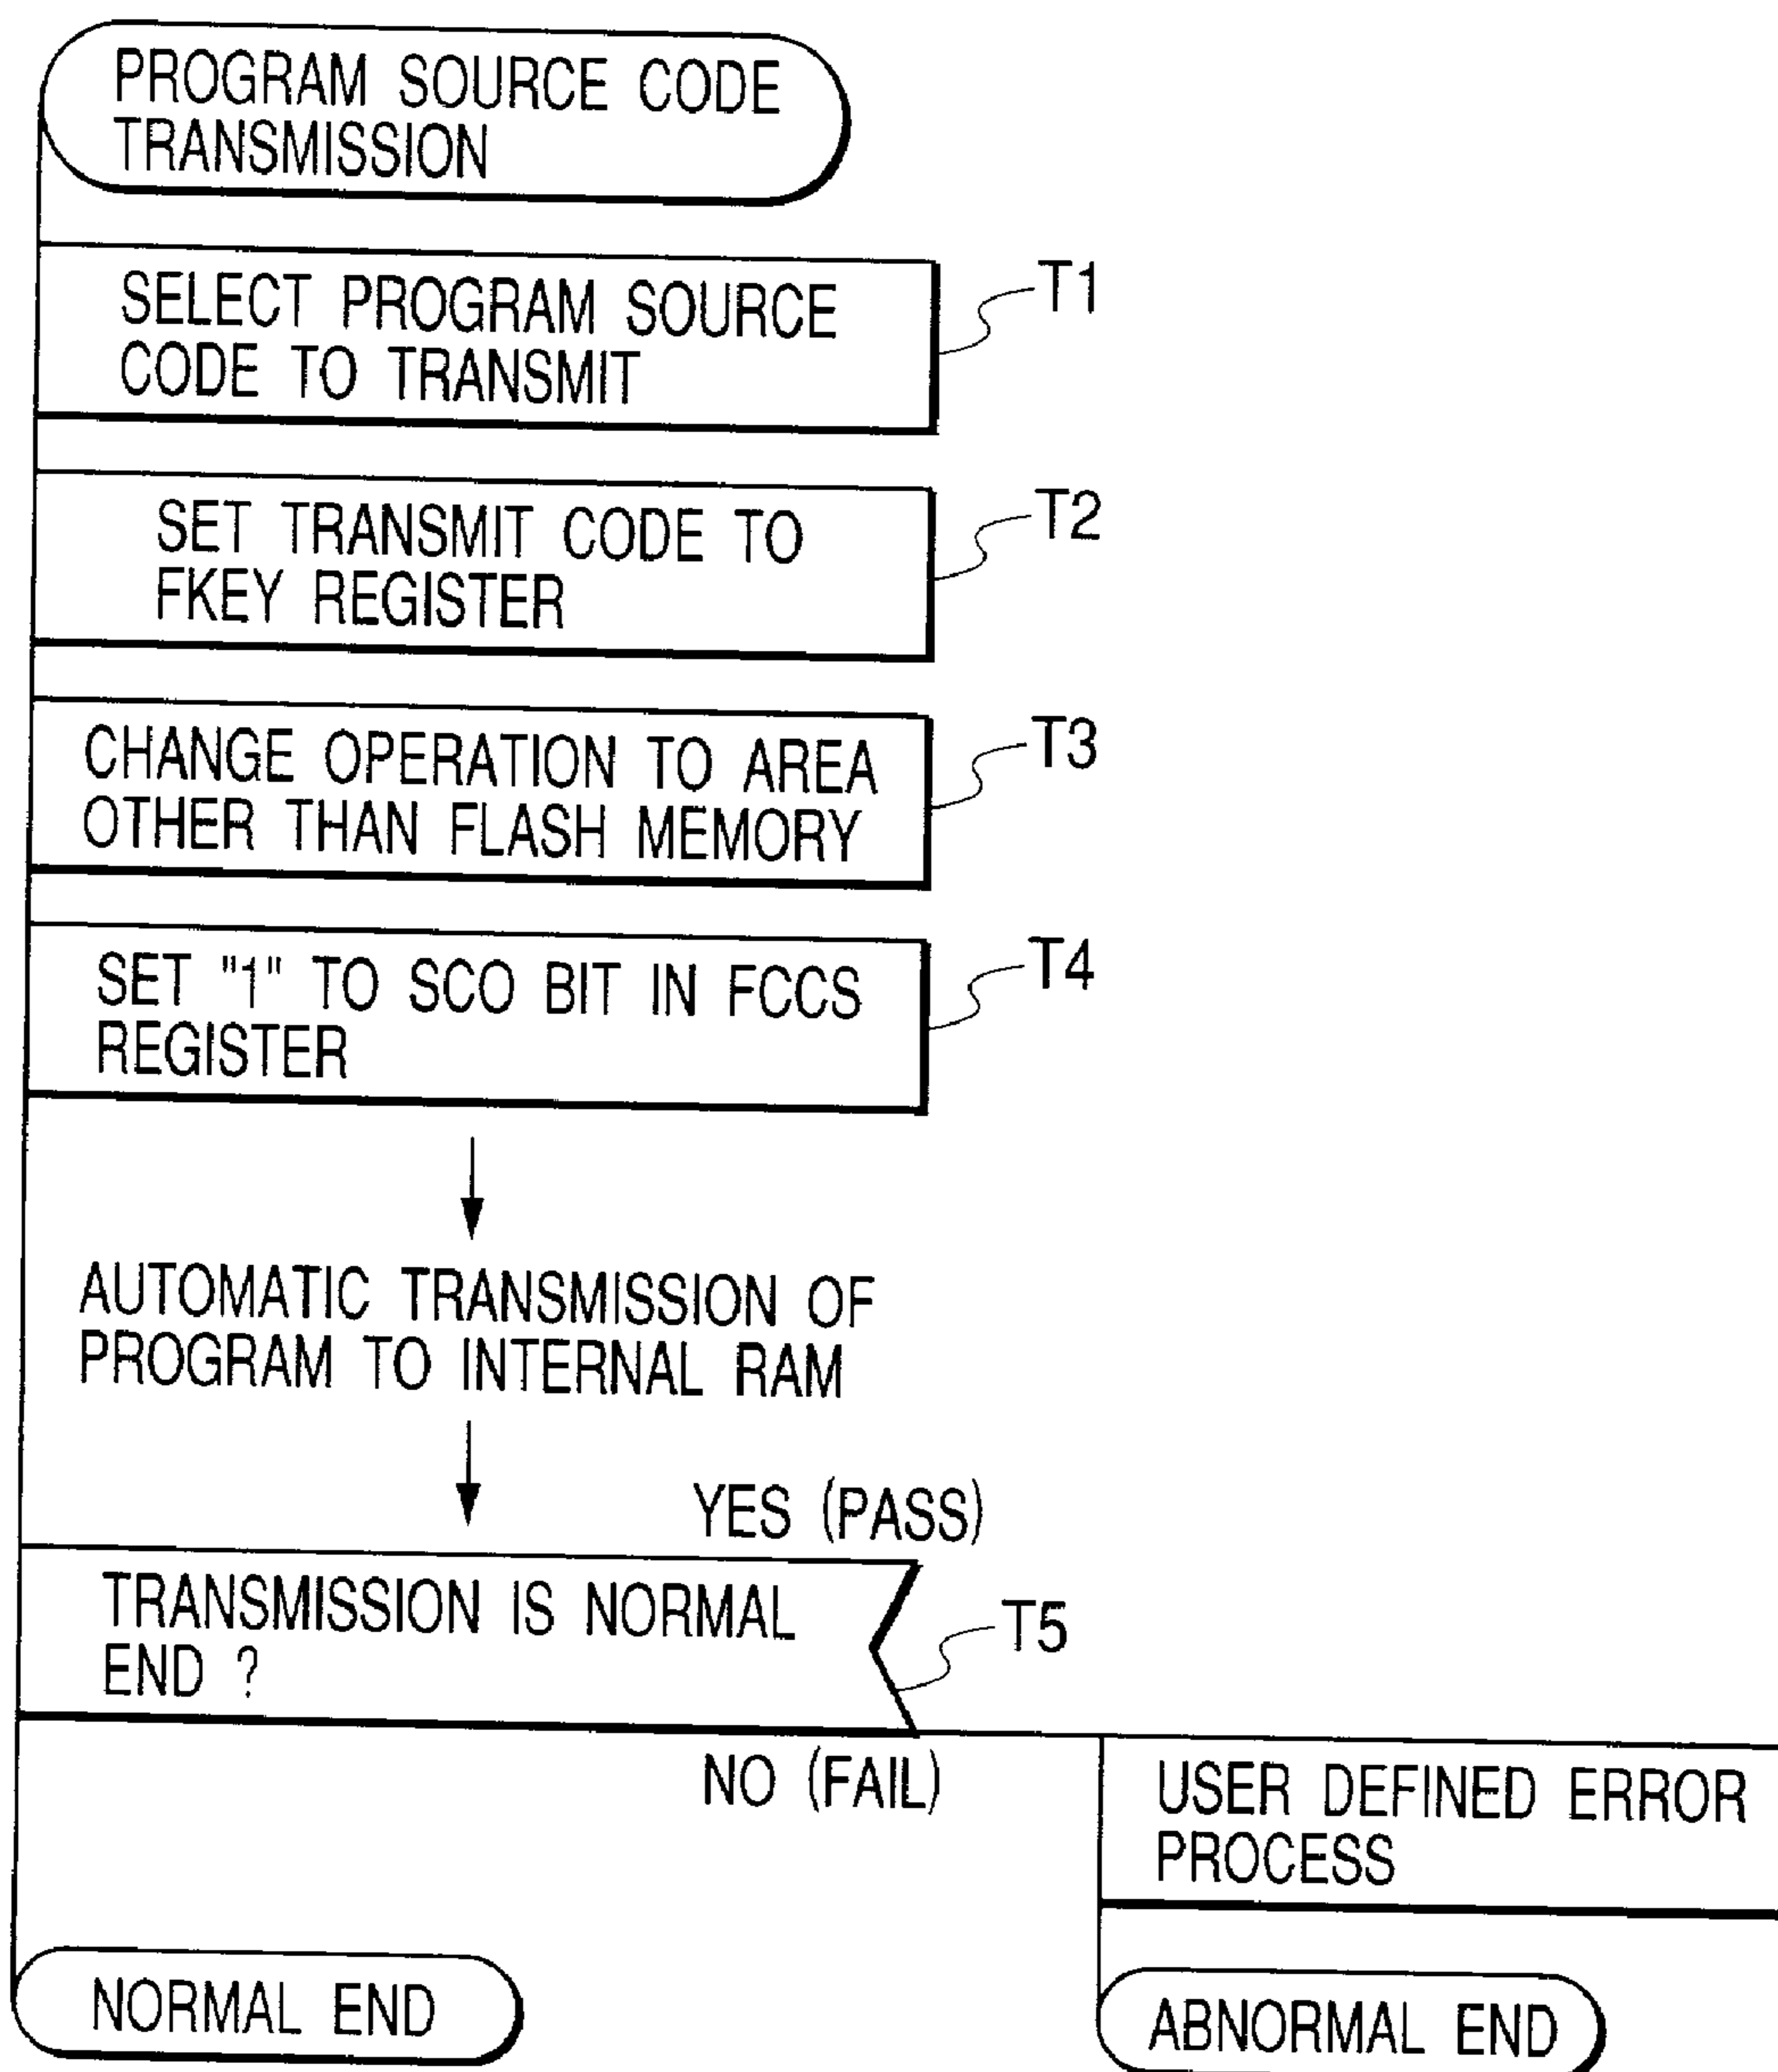 PROGRAM SOURCE CODE
TRANSMISSION
SELECT PROGRAM SOURCE
CODE TO TRANSMIT
T1
SET TRANSMIT CODE TO
FKEY REGISTER
T2
CHANGE OPERATION TO AREA
OTHER THAN FLASH MEMORY
T3
SET "1" TO SCO BIT IN FCCS
REGISTER
T4
AUTOMATIC TRANSMISSION OF
PROGRAM TO INTERNAL RAM
YES (PASS)
TRANSMISSION IS NORMAL
END ?
T5
NO (FAIL)
USER DEFINED ERROR
PROCESS
NORMAL END
ABNORMAL END